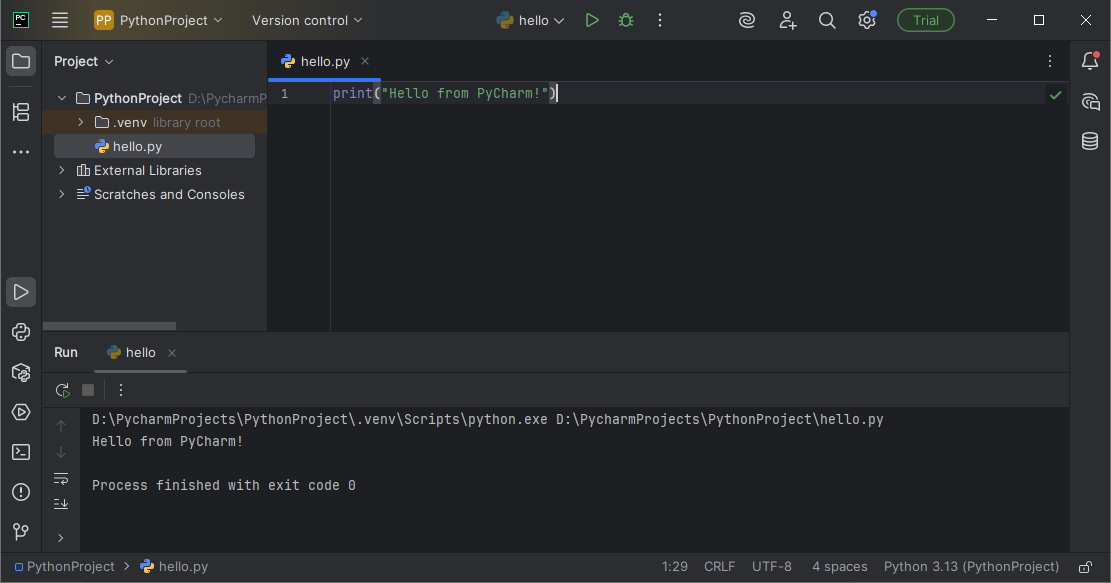 PC PP PythonProject Version control hello Trial
Project
hello.py
PythonProject D:\PycharmP
.venv library root
hello.py
External Libraries
Scratches and Consoles
1 print("Hello from PyCharm!")
Run hello
D:\PycharmProjects\PythonProject\.venv\Scripts\python.exe D:\PycharmProjects\PythonProject\hello.py
Hello from PyCharm!
Process finished with exit code 0
PythonProject hello.py 1:29 CRLF UTF-8 4 spaces Python 3.13 (PythonProject)